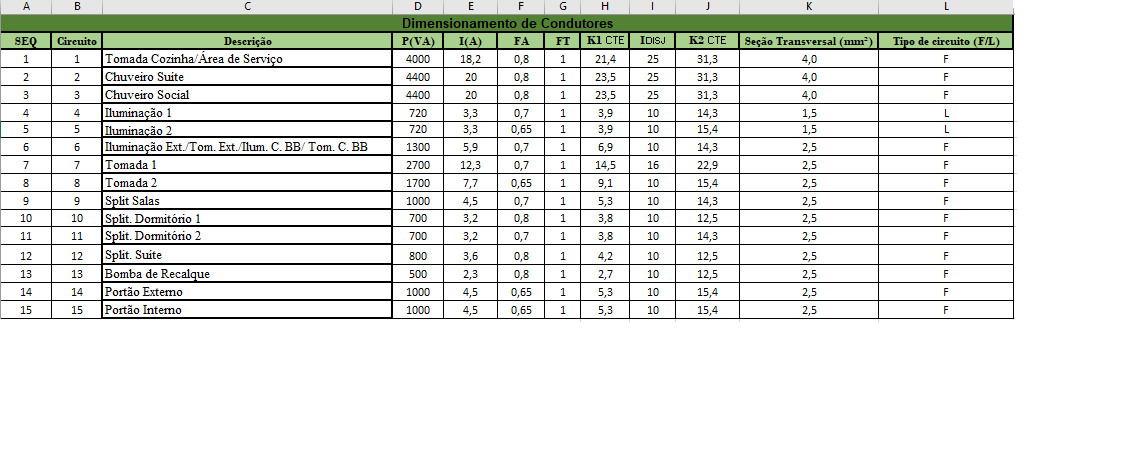 A B C D E F G H I J K L
Dimensionamento de Condutores
SEQ Circuito Descrição P(VA) I(A) FA FT K1 CTE IDISJ K2 CTE Seção Transversal (mm²) Tipo de circuito (F/L)
1 1 Tomada Cozinha/Área de Serviço 4000 18,2 0,8 1 21,4 25 31,3 4,0 F
2 2 Chuveiro Suite 4400 20 0,8 1 23,5 25 31,3 4,0 F
3 3 Chuveiro Social 4400 20 0,8 1 23,5 25 31,3 4,0 F
4 4 Iluminação 1 720 3,3 0,7 1 3,9 10 14,3 1,5 L
5 5 Iluminação 2 720 3,3 0,65 1 3,9 10 15,4 1,5 L
6 6 Iluminação Ext./Tom. Ext./Ilum. C. BB/ Tom. C. BB 1300 5,9 0,7 1 6,9 10 14,3 2,5 F
7 7 Tomada 1 2700 12,3 0,7 1 14,5 16 22,9 2,5 F
8 8 Tomada 2 1700 7,7 0,65 1 9,1 10 15,4 2,5 F
9 9 Split Salas 1000 4,5 0,7 1 5,3 10 14,3 2,5 F
10 10 Split. Dormitório 1 700 3,2 0,8 1 3,8 10 12,5 2,5 F
11 11 Split. Dormitório 2 700 3,2 0,7 1 3,8 10 14,3 2,5 F
12 12 Split. Suite 800 3,6 0,8 1 4,2 10 12,5 2,5 F
13 13 Bomba de Recalque 500 2,3 0,8 1 2,7 10 12,5 2,5 F
14 14 Portão Externo 1000 4,5 0,65 1 5,3 10 15,4 2,5 F
15 15 Portão Interno 1000 4,5 0,65 1 5,3 10 15,4 2,5 F